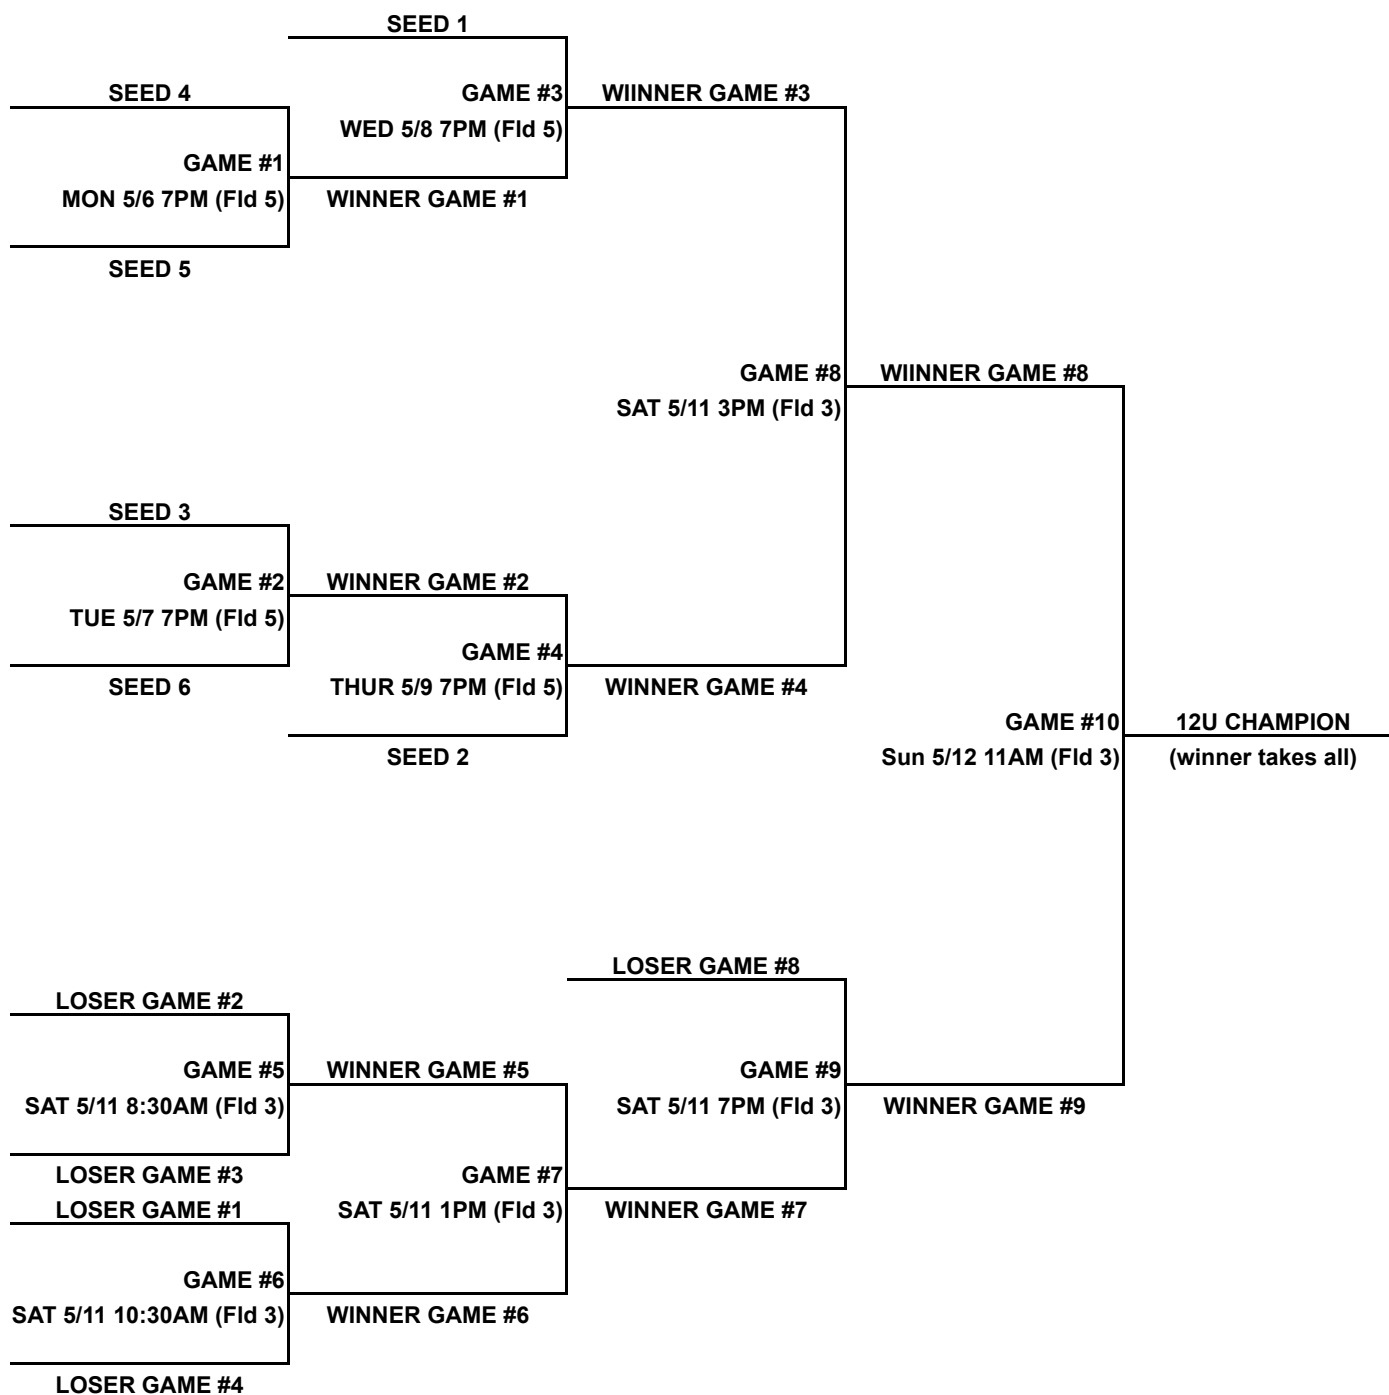 SEED 1
SEED 4
GAME #3
WIINNER GAME #3
WED 5/8 7PM (Fld 5)
GAME #1
MON 5/6 7PM (Fld 5)
WINNER GAME #1
SEED 5
GAME #8
WIINNER GAME #8
SAT 5/11 3PM (Fld 3)
SEED 3
GAME #2
WINNER GAME #2
TUE 5/7 7PM (Fld 5)
GAME #4
SEED 6
THUR 5/9 7PM (Fld 5)
WINNER GAME #4
GAME #10
12U CHAMPION
SEED 2
Sun 5/12 11AM (Fld 3)
(winner takes all)
LOSER GAME #8
LOSER GAME #2
GAME #5
WINNER GAME #5
GAME #9
SAT 5/11 8:30AM (Fld 3)
SAT 5/11 7PM (Fld 3)
WINNER GAME #9
LOSER GAME #3
GAME #7
LOSER GAME #1
SAT 5/11 1PM (Fld 3)
WINNER GAME #7
GAME #6
SAT 5/11 10:30AM (Fld 3)
WINNER GAME #6
LOSER GAME #4